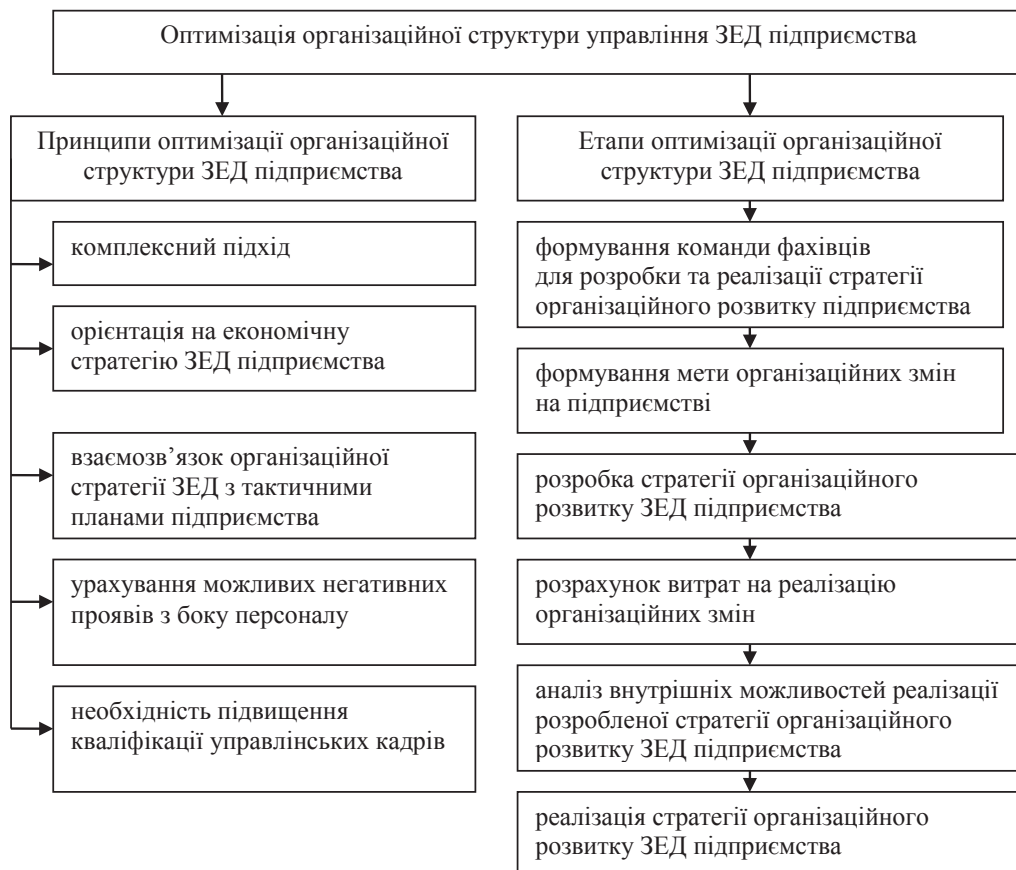 Оптимізація організаційної структури управління ЗЕД підприємства
Принципи оптимізації організаційної
структури ЗЕД підприємства
комплексний підхід
орієнтація на економічну
стратегію ЗЕД підприємства
взаємозв’язок організаційної
стратегії ЗЕД з тактичними
планами підприємства
урахування можливих негативних
проявів з боку персоналу
необхідність підвищення
кваліфікації управлінських кадрів
Етапи оптимізації організаційної
структури ЗЕД підприємства
формування команди фахівців
для розробки та реалізації стратегії
організаційного розвитку підприємства
формування мети організаційних змін
на підприємстві
розробка стратегії організаційного
розвитку ЗЕД підприємства
розрахунок витрат на реалізацію
організаційних змін
аналіз внутрішніх можливостей реалізації
розробленої стратегії організаційного
розвитку ЗЕД підприємства
реалізація стратегії організаційного
розвитку ЗЕД підприємства